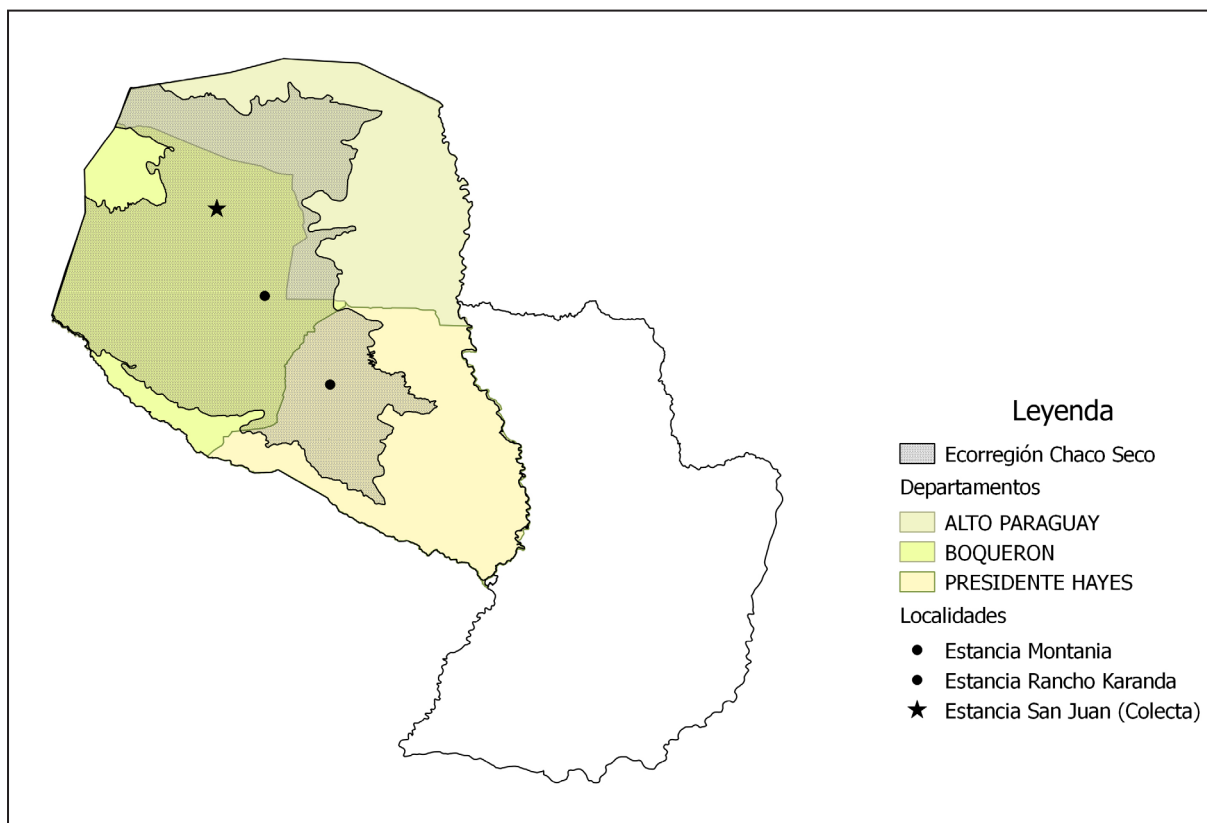 Leyenda
Ecorregión Chaco Seco
Departamentos
ALTO PARAGUAY
BOQUERON
PRESIDENTE HAYES
Localidades
Estancia Montania
Estancia Rancho Karanda
Estancia San Juan (Colecta)